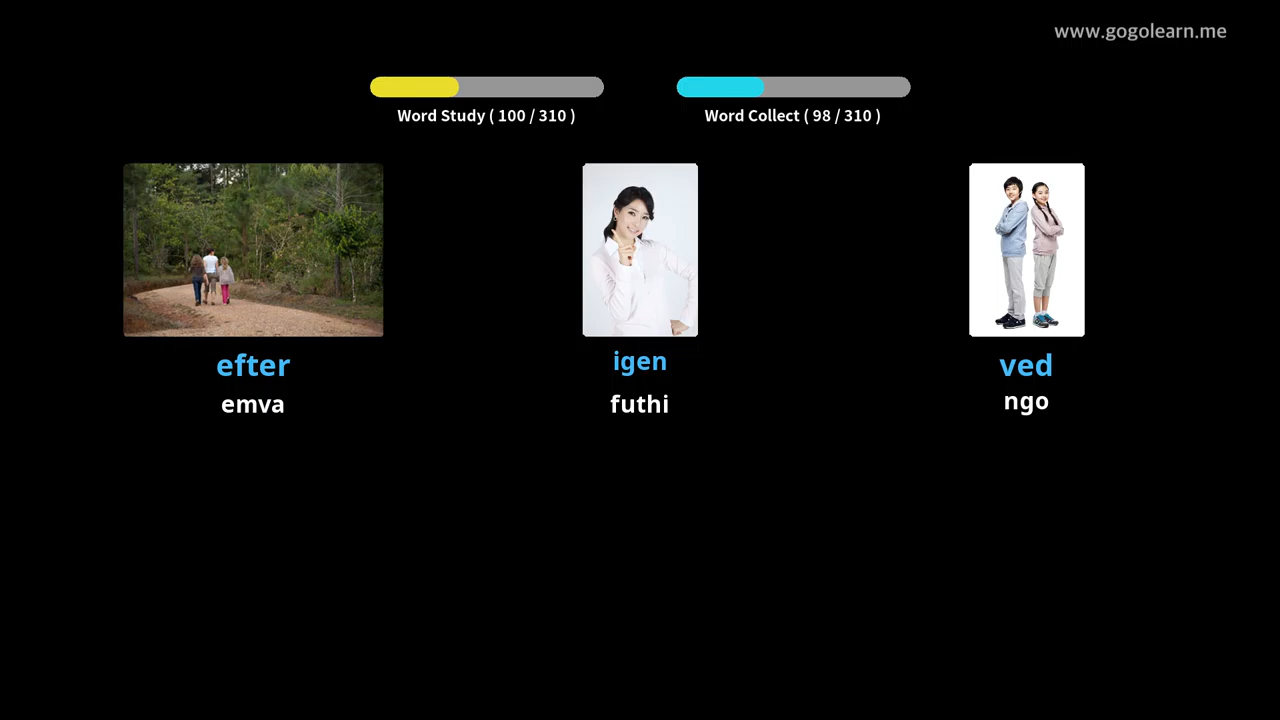 www.gogolearn.me
Word Study ( 100 / 310 )
Word Collect ( 98 / 310 )
efter
emva
igen
futhi
ved
ngo